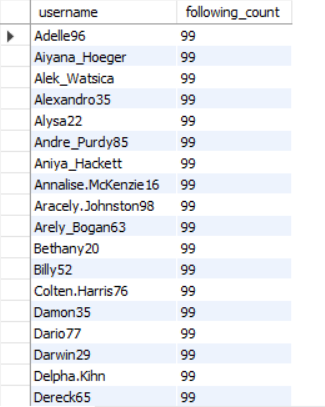 username following_count
Adelle96 99
Aiyana_Hoeger 99
Alek_Watsica 99
Alexandro35 99
Alysa22 99
Andre_Purdy85 99
Aniya_Hackett 99
Annalise.McKenzie16 99
Aracely.Johnston98 99
Arely_Bogan63 99
Bethany20 99
Billy52 99
Colten.Harris76 99
Damon35 99
Dario77 99
Darwin29 99
Delpha.Kihn 99
Dereck65 99